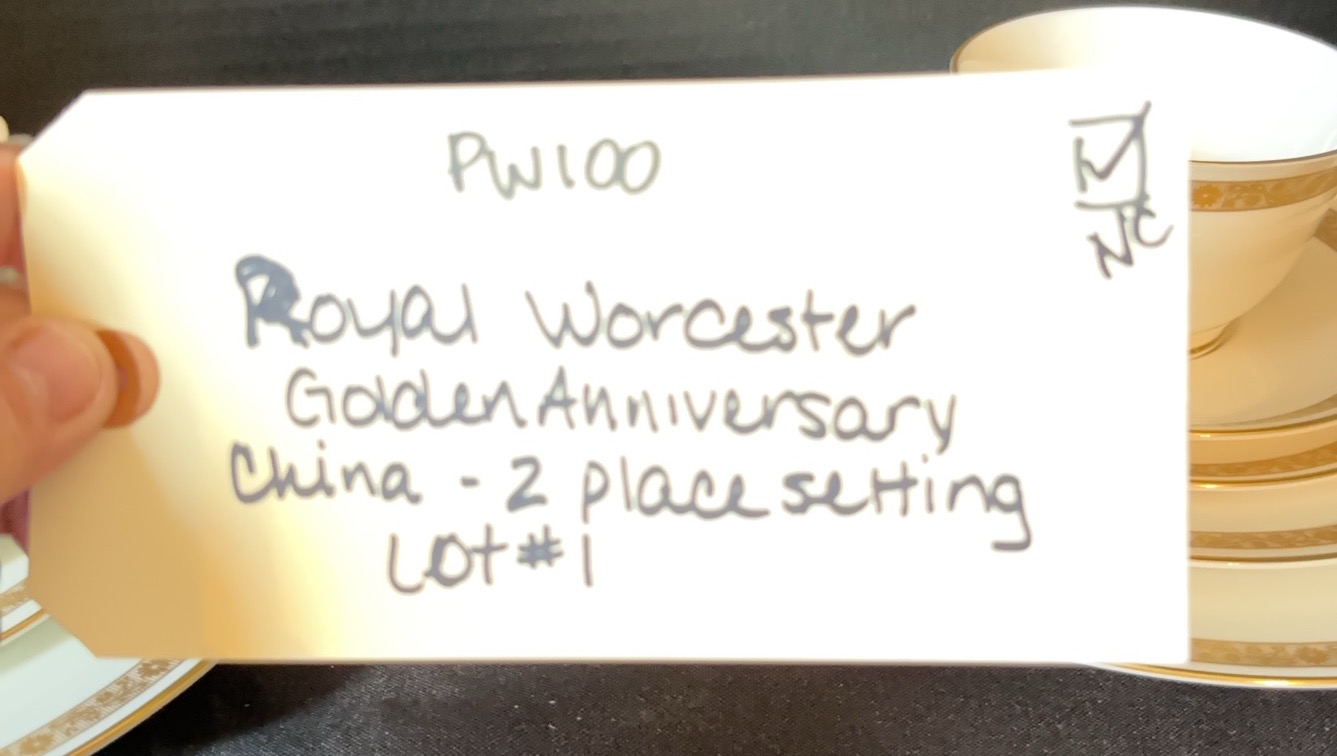 PW100
NC
Royal Worcester
Golden Anniversary
China - 2 place setting
Lot #1